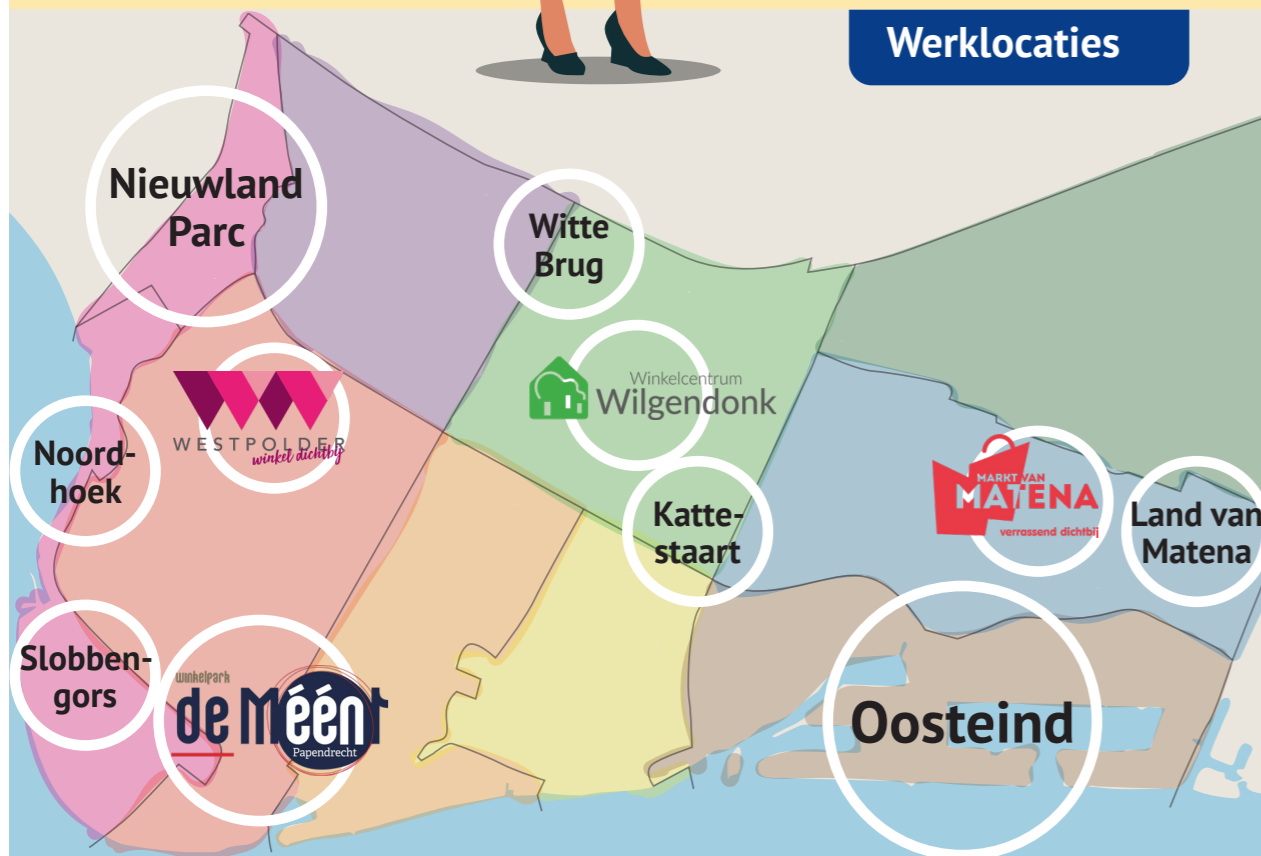 Werklocaties
Nieuwland
Parc
Witte
Brug
Winkelcentrum
Wilgendonk
WESTPOLDER
winkel dichtbij
Noord-
hoek
MARKT VAN
MATENA
verrassend dichtbij
Katte-
staart
Land van
Matena
Slobben-
gors
winkelpark
de Méént
Papendrecht
Oosteind